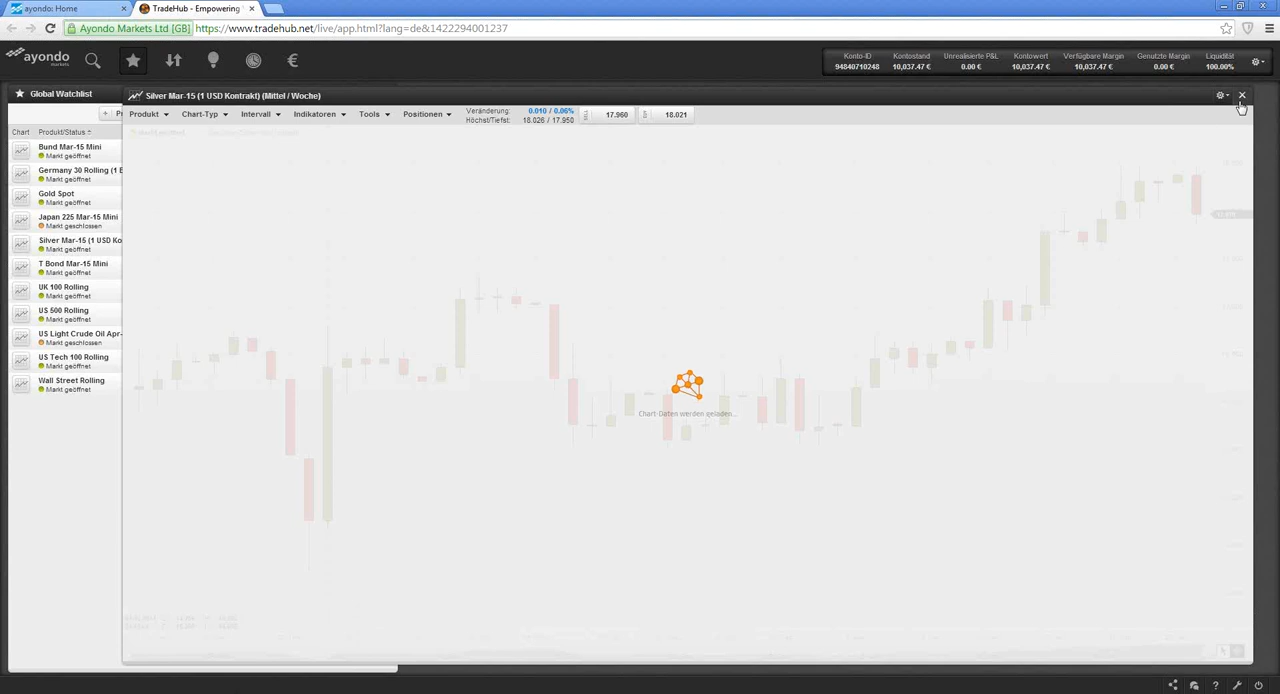 ayondo: Home
TradeHub - Empowering
Ayondo Markets Ltd [GB]
https://www.tradehub.net/live/app.html?lang=de&1422294001237
ayondo
markets
Konto-ID
94840710248
Kontostand
10,037.47 €
Unrealisierte P&L
0.00 €
Kontowert
10,037.47 €
Verfügbare Margin
10,037.47 €
Genutzte Margin
0.00 €
Liquidität
100.00%
Global Watchlist
Silver Mar-15 (1 USD Kontrakt) (Mittel / Woche)
Produkt
Chart-Typ
Intervall
Indikatoren
Tools
Positionen
Veränderung: 0.010 / 0.06%
Höchst/Tiefst: 18.026 / 17.950
17.960
18.021
Chart
Produkt/Status
Bund Mar-15 Mini
Markt geöffnet
Germany 30 Rolling (1 E
Markt geöffnet
Gold Spot
Markt geöffnet
Japan 225 Mar-15 Mini
Markt geschlossen
Silver Mar-15 (1 USD Ko
Markt geöffnet
T Bond Mar-15 Mini
Markt geöffnet
UK 100 Rolling
Markt geöffnet
US 500 Rolling
Markt geöffnet
US Light Crude Oil Apr-
Markt geschlossen
US Tech 100 Rolling
Markt geöffnet
Wall Street Rolling
Markt geöffnet
Chart-Daten werden geladen...